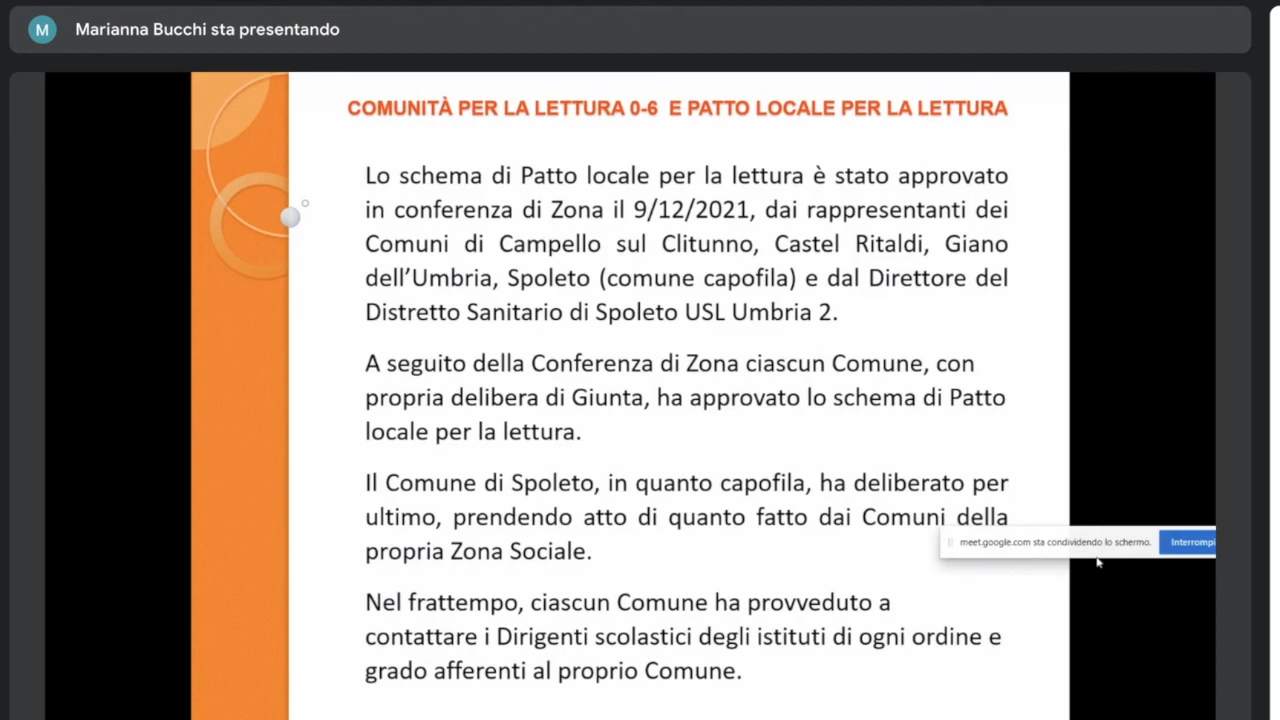 M
Marianna Bucchi sta presentando
COMUNITÀ PER LA LETTURA 0-6 E PATTO LOCALE PER LA LETTURA
Lo schema di Patto locale per la lettura è stato approvato
in conferenza di Zona il 9/12/2021, dai rappresentanti dei
Comuni di Campello sul Clitunno, Castel Ritaldi, Giano
dell’Umbria, Spoleto (comune capofila) e dal Direttore del
Distretto Sanitario di Spoleto USL Umbria 2.
A seguito della Conferenza di Zona ciascun Comune, con
propria delibera di Giunta, ha approvato lo schema di Patto
locale per la lettura.
Il Comune di Spoleto, in quanto capofila, ha deliberato per
ultimo, prendendo atto di quanto fatto dai Comuni della
propria Zona Sociale.
meet.google.com sta condividendo lo schermo.
Interrompi
Nel frattempo, ciascun Comune ha provveduto a
contattare i Dirigenti scolastici degli istituti di ogni ordine e
grado afferenti al proprio Comune.